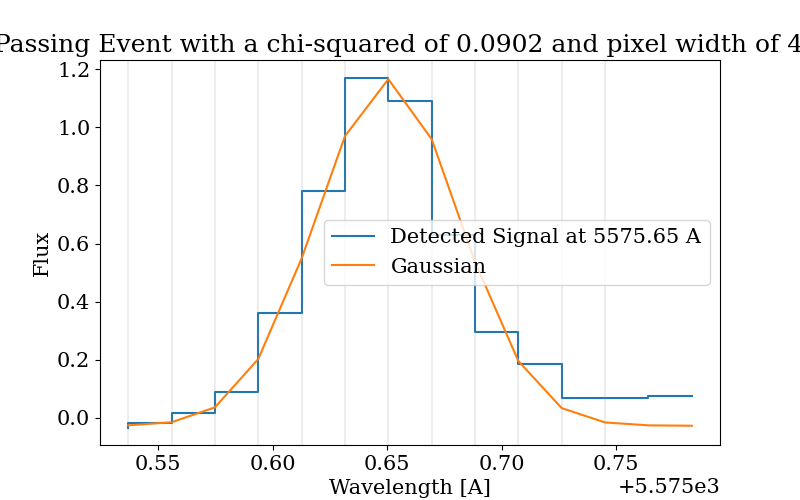 Passing Event with a chi-squared of 0.0902 and pixel width of 4
1.2
1.0
0.8
0.6
0.4
0.2
0.0
Flux
Detected Signal at 5575.65 A
Gaussian
0.55 0.60 0.65 0.70 0.75
+5.575e3
Wavelength [A]